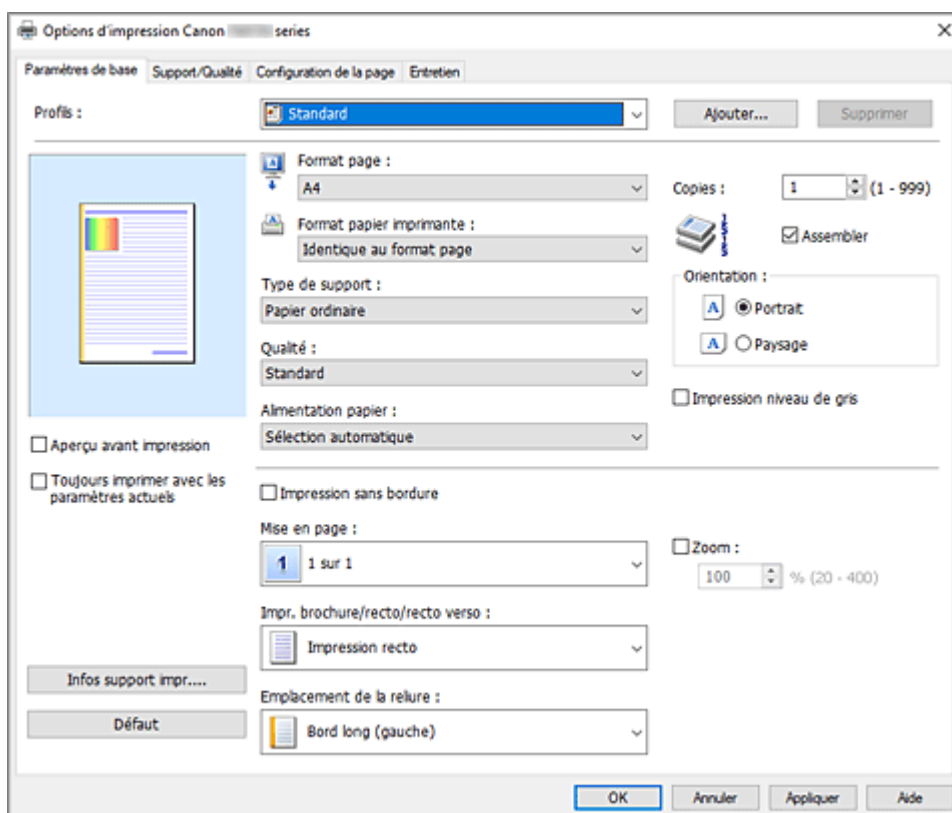 Options d'impression Canon series
Paramètres de base Support/Qualité Configuration de la page Entretien
Profils :
Standard
Ajouter...
Supprimer
Format page :
A4
Copies :
1
(1 - 999)
Format papier imprimante :
Identique au format page
Assembler
Type de support :
Papier ordinaire
Orientation :
Portrait
Paysage
Qualité :
Standard
Impression niveau de gris
Alimentation papier :
Sélection automatique
Aperçu avant impression
Toujours imprimer avec les
paramètres actuels
Impression sans bordure
Mise en page :
1 1 sur 1
Zoom :
100
% (20 - 400)
Impr. brochure/recto/recto verso :
Impression recto
Infos support impr....
Emplacement de la reliure :
Défaut
Bord long (gauche)
OK Annuler Appliquer Aide